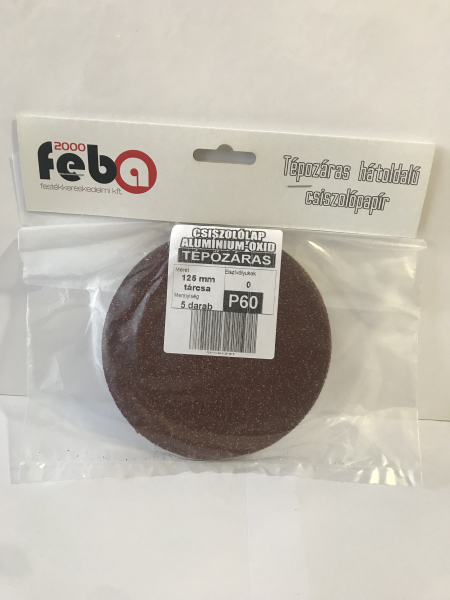 2000
feba
festékkereskedelmi kft.
Tépozáras hátoldalú
csiszolópapír
CSISZOLÓLAP
ALUMÍNIUM-OXID
TÉPŐZÁRAS
Méret
125 mm
tárcsa
Mennyiség
5 darab
Elszívólyukak
0
P60